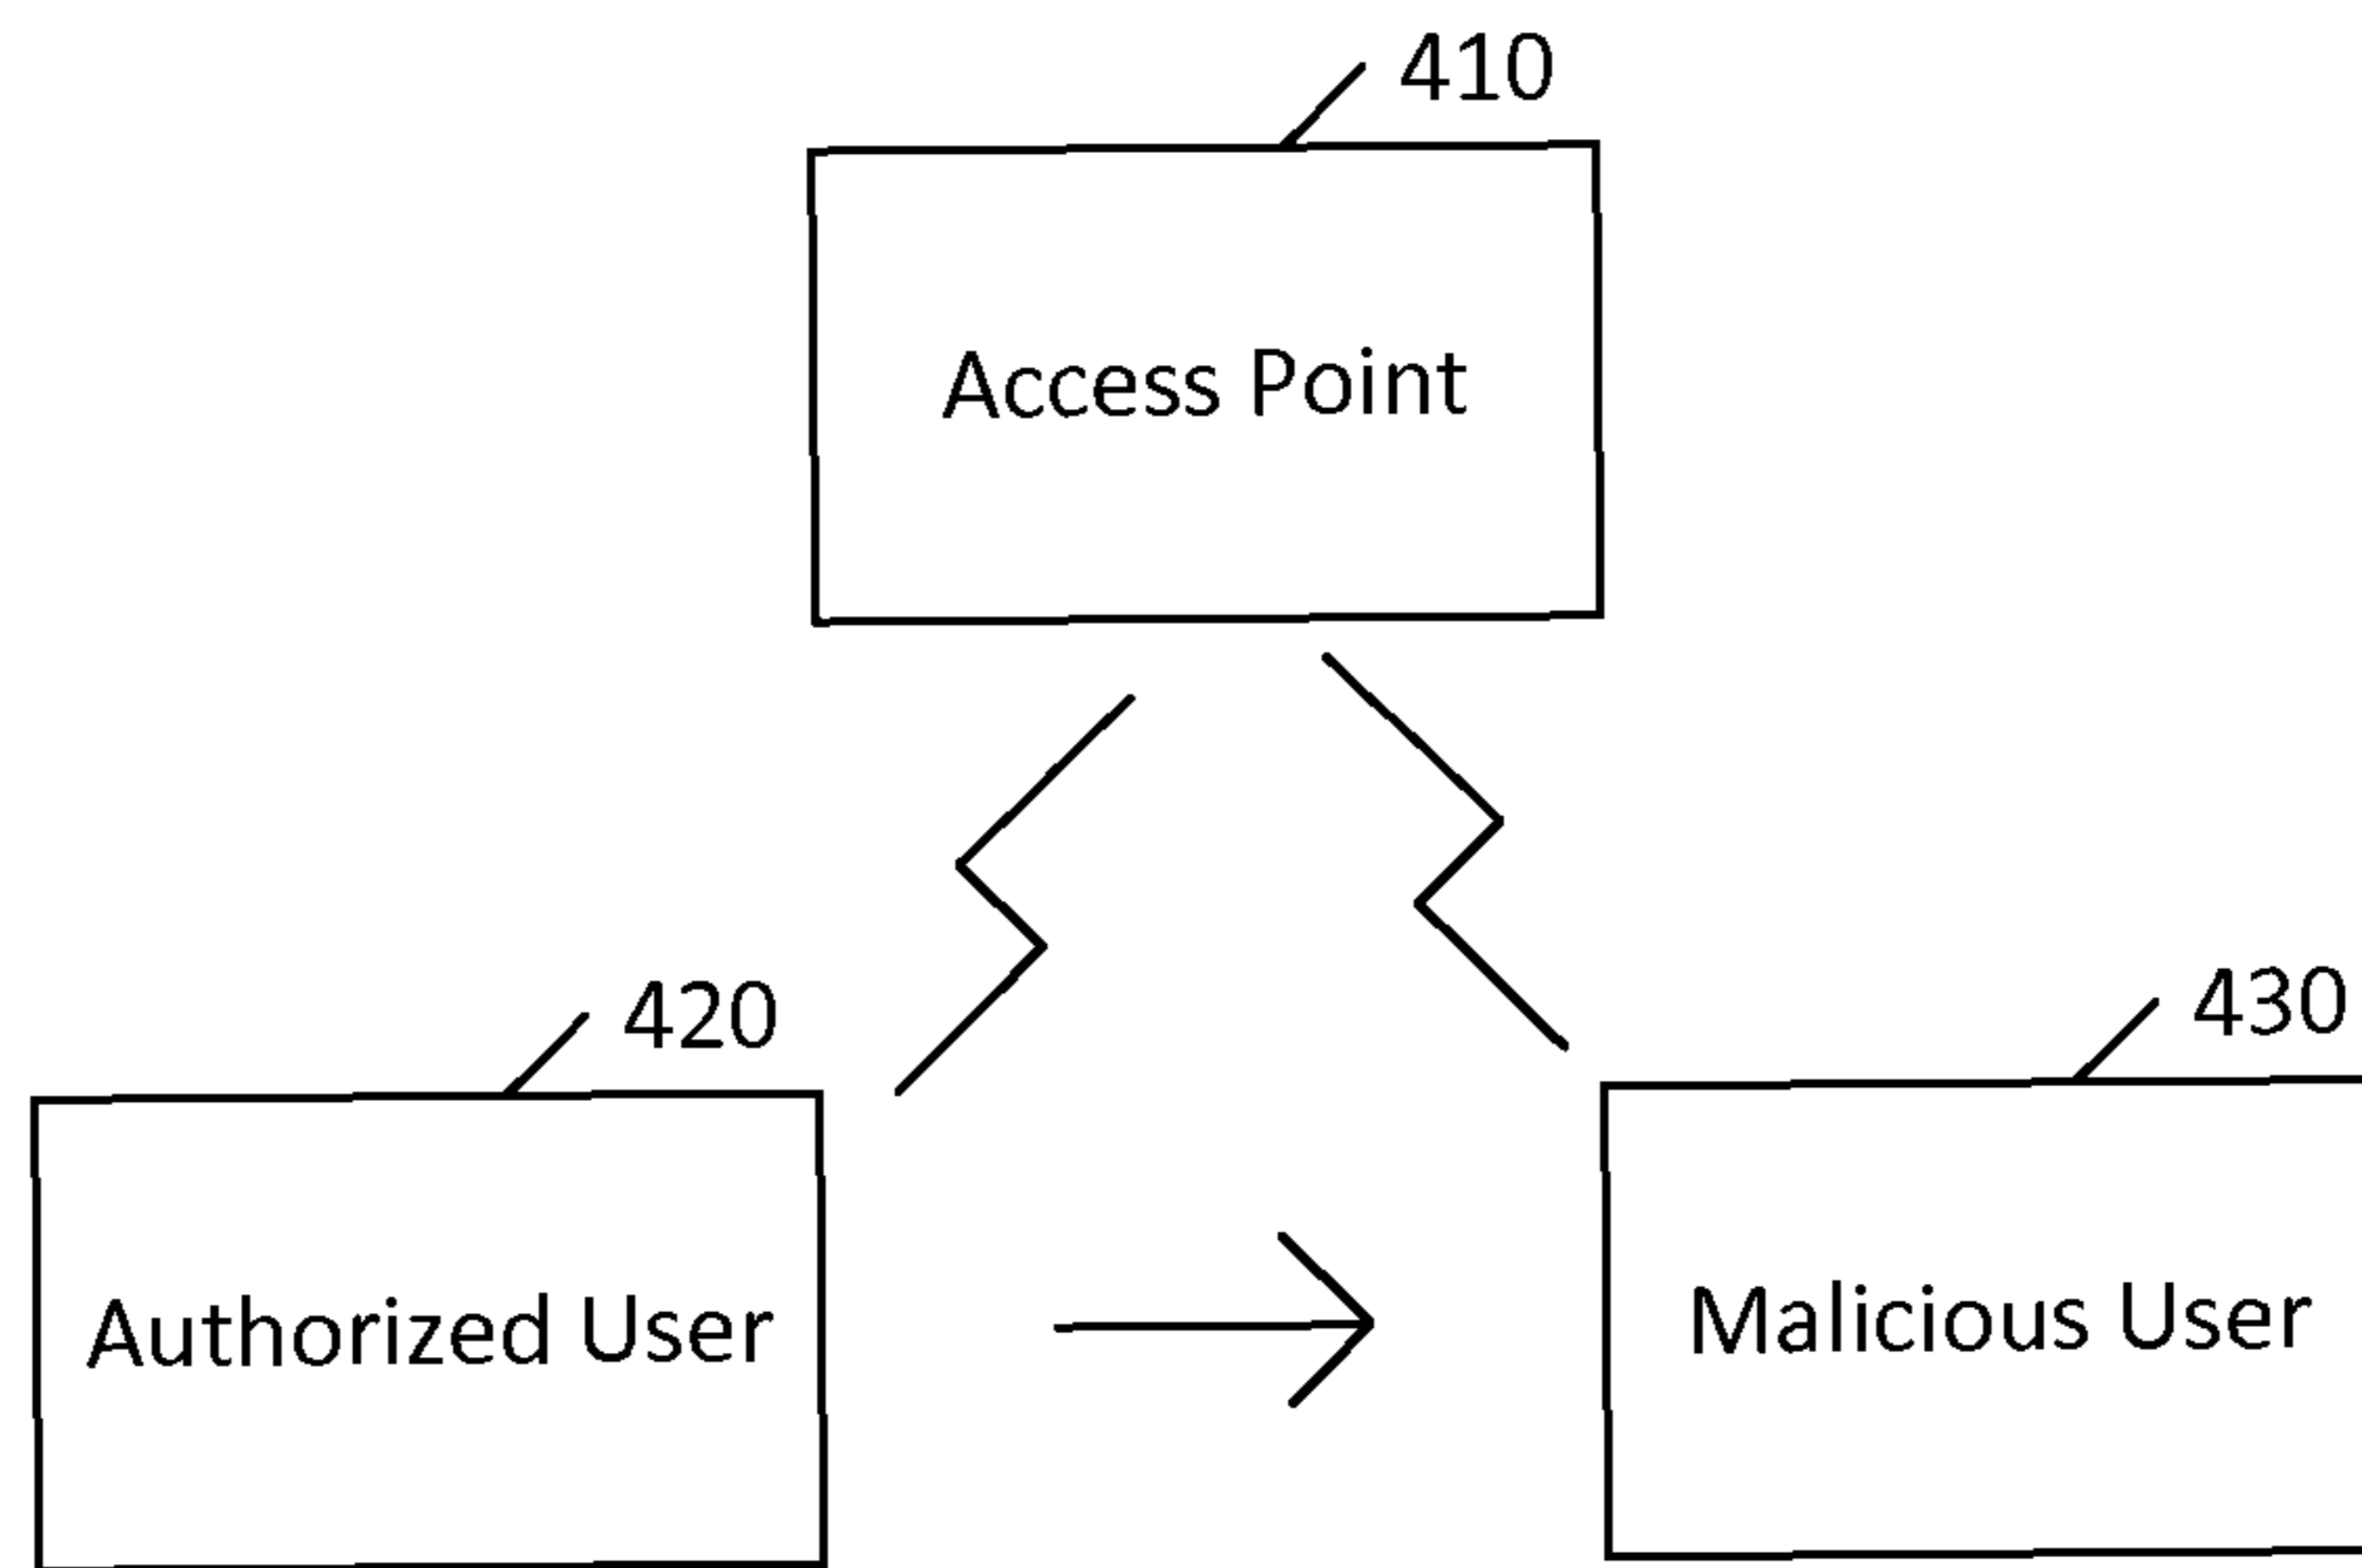 410
Access Point
420
430
Authorized User
Malicious User